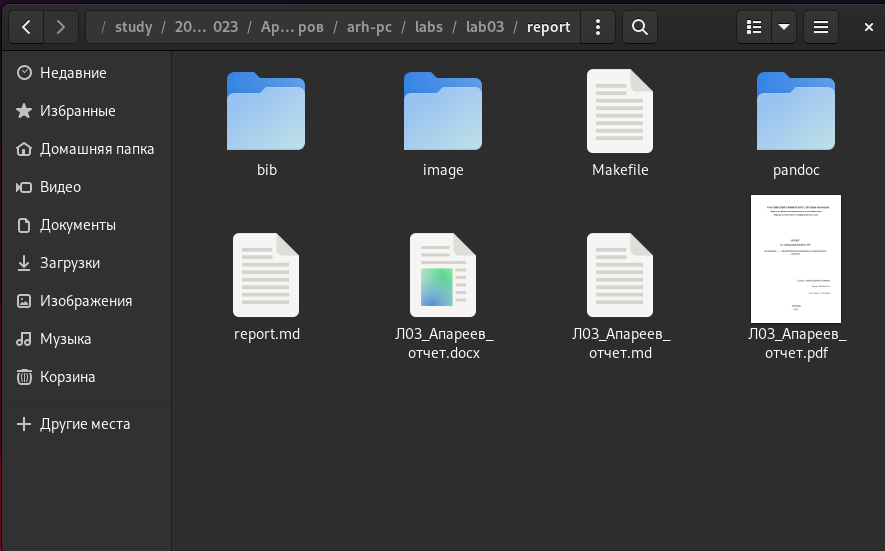 / study / 20… 023 / Ар… ров / arh-pc / labs / lab03 / report
Недавние
Избранные
Домашняя папка
Видео
Документы
Загрузки
Изображения
Музыка
Корзина
Другие места
bib
image
Makefile
pandoc
report.md
Л03_Апареев_
отчет.docx
Л03_Апареев_
отчет.md
Л03_Апареев_
отчет.pdf